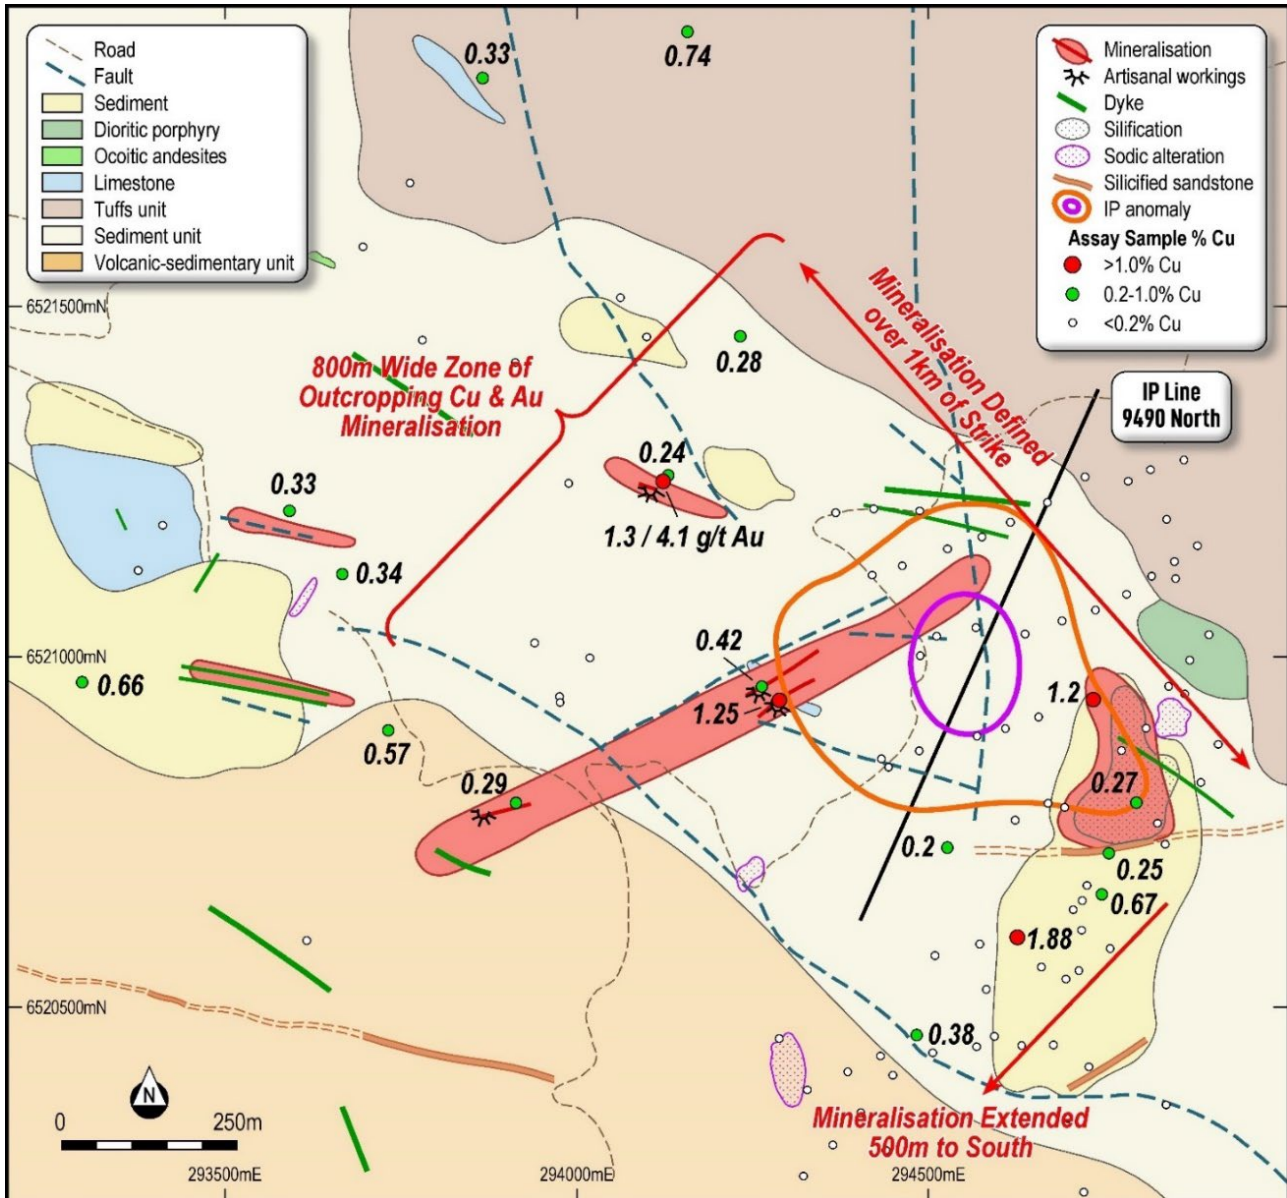 Road
Fault
Sediment
Dioritic porphyry
Ocoitic andesites
Limestone
Tuffs unit
Sediment unit
Volcanic-sedimentary unit
Mineralisation
Artisanal workings
Dyke
Silification
Sodic alteration
Silicified sandstone
IP anomaly
Assay Sample % Cu
>1.0% Cu
0.2-1.0% Cu
<0.2% Cu
0.33
0.74
6521500mN
800m Wide Zone of
Outcropping Cu & Au
Mineralisation
0.28
Mineralisation Defined
over 1km of
Strike
IP Line
9490 North
0.24
1.3 / 4.1 g/t Au
0.33
0.34
6521000mN
0.66
0.42
1.25
1.2
0.57
0.29
0.27
0.2
0.25
0.67
1.88
6520500mN
0.38
N
0
250m
Mineralisation Extended
500m to South
293500mE
294000mE
294500mE